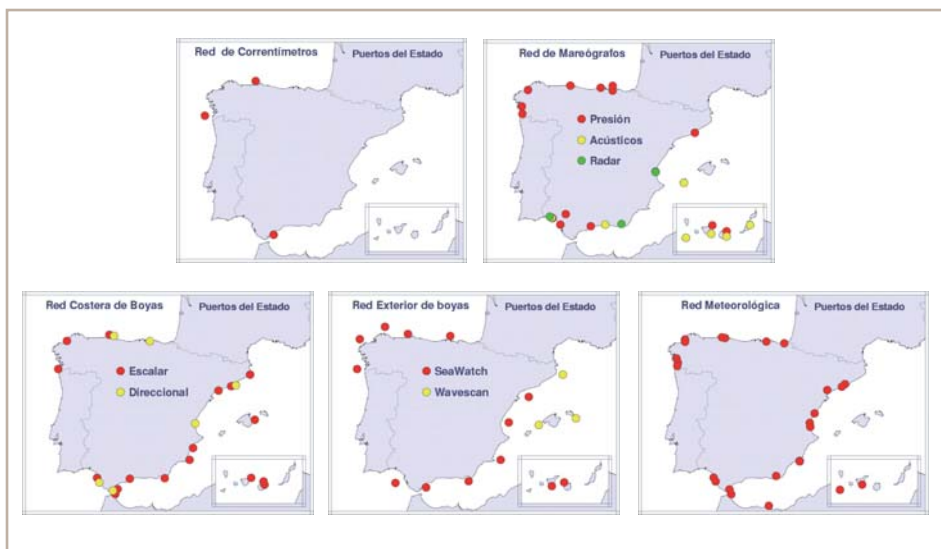 Red de Correntímetros
Puertos del Estado
Red de Mareógrafos
Puertos del Estado
Presión
Acústicos
Radar
Red Costera de Boyas
Puertos del Estado
Escalar
Direccional
Red Exterior de boyas
Puertos del Estado
SeaWatch
Wavescan
Red Meteorológica
Puertos del Estado